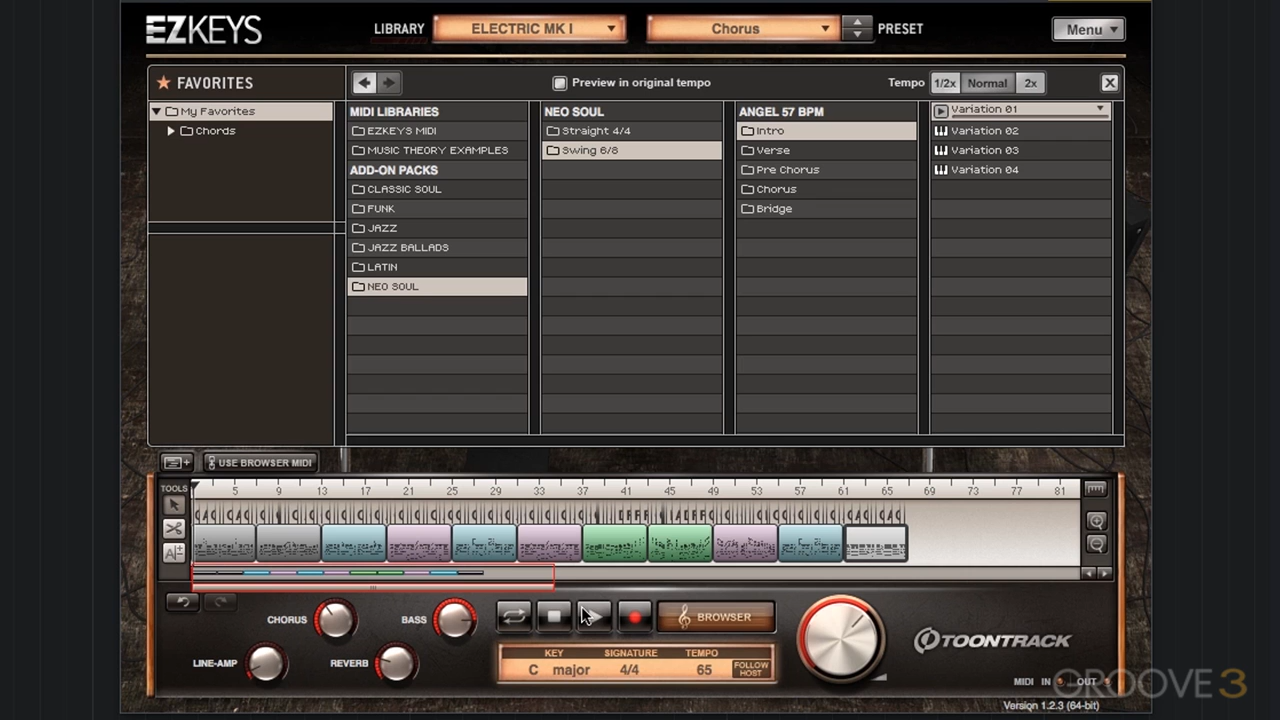 EZKEYS LIBRARY ELECTRIC MK I Chorus PRESET Menu
FAVORITES Preview in original tempo Tempo 1/2x Normal 2x X
My Favorites MIDI LIBRARIES NEO SOUL ANGEL 57 BPM Variation 01
Chords EZKEYS MIDI Straight 4/4 Intro Variation 02
MUSIC THEORY EXAMPLES Swing 6/8 Verse Variation 03
ADD-ON PACKS Pre Chorus Variation 04
CLASSIC SOUL Chorus
FUNK Bridge
JAZZ
JAZZ BALLADS
LATIN
NEO SOUL
USE BROWSER MIDI
TOOLS 5 9 13 17 21 25 29 33 37 41 45 49 53 57 61 65 69 73 77 81
CHORUS BASS BROWSER
TOONTRACK
LINE-AMP REVERB KEY SIGNATURE TEMPO
C major 4/4 65 FOLLOW HOST
MIDI IN OUT
GROOVE3
Version 1.2.3 (64-bit)